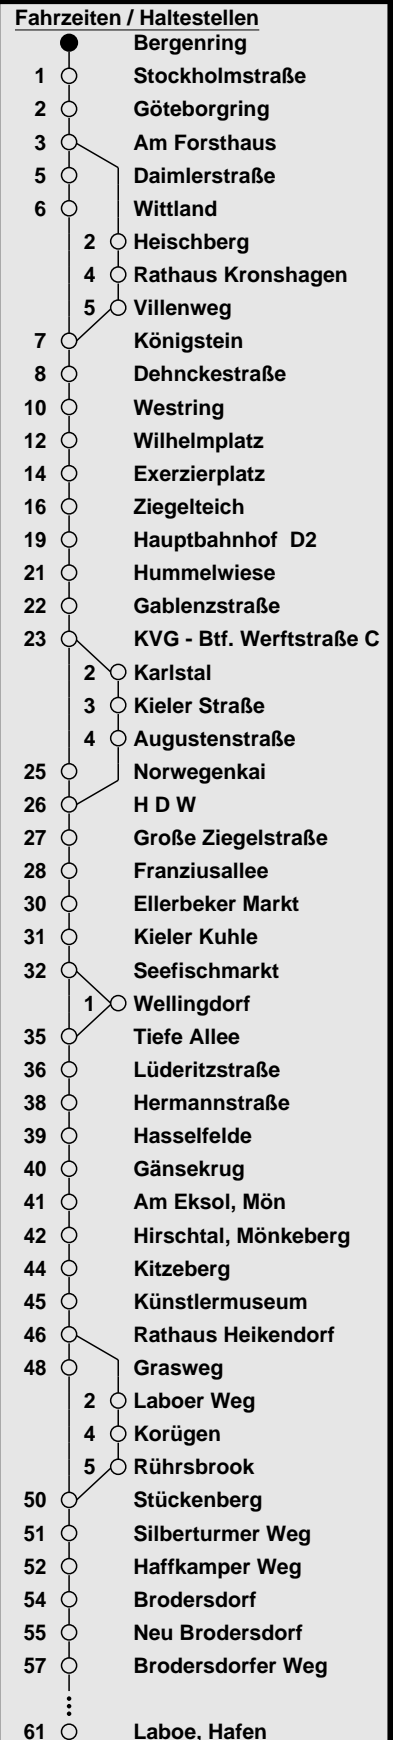 Fahrzeiten / Haltestellen
Bergenring
1 Stockholmstraße
2 Göteborgring
3 Am Forsthaus
5 Daimlerstraße
6 Wittland
2 Heischberg
4 Rathaus Kronshagen
5 Villenweg
7 Königstein
8 Dehnckestraße
10 Westring
12 Wilhelmplatz
14 Exerzierplatz
16 Ziegelteich
19 Hauptbahnhof D2
21 Hummelwiese
22 Gablenzstraße
23 KVG - Btf. Werftstraße C
2 Karlstal
3 Kieler Straße
4 Augustenstraße
25 Norwegenkai
26 H D W
27 Große Ziegelstraße
28 Franziusallee
30 Ellerbeker Markt
31 Kieler Kuhle
32 Seefischmarkt
1 Wellingdorf
35 Tiefe Allee
36 Lüderitzstraße
38 Hermannstraße
39 Hasselfelde
40 Gänsekrug
41 Am Eksol, Mön
42 Hirschtal, Mönkeberg
44 Kitzeberg
45 Künstlermuseum
46 Rathaus Heikendorf
48 Grasweg
2 Laboer Weg
4 Korügen
5 Rührsbrook
50 Stückenberg
51 Silberturmer Weg
52 Haffkamper Weg
54 Brodersdorf
55 Neu Brodersdorf
57 Brodersdorfer Weg
61 Laboe, Hafen